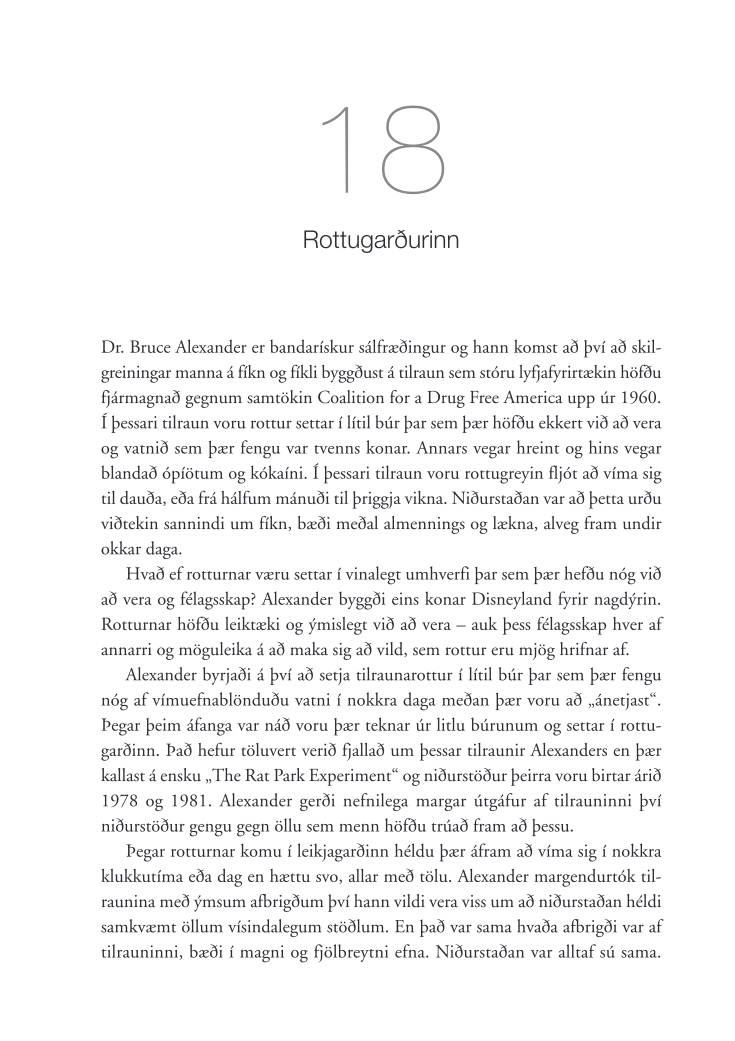 18
Rottugarðurinn
Dr. Bruce Alexander er bandarískur sálfræðingur og hann komst að því að skil-
greiningar manna á fíkn og fíkli byggðust á tilraun sem stóru lyfjafyrirtækin höfðu
fjármagnað gegnum samtökin Coalition for a Drug Free America upp úr 1960.
Í þessari tilraun voru rottur settar í lítil búr þar sem þær höfðu ekkert við að vera
og vatnið sem þær fengu var tvenns konar. Annars vegar hreint og hins vegar
blandað ópíötum og kókaíni. Í þessari tilraun voru rottugreyin fljót að víma sig
til dauða, eða frá hálfum mánuði til þriggja vikna. Niðurstaðan var að þetta urðu
viðtekin sannindi um fíkn, bæði meðal almennings og lækna, alveg fram undir
okkar daga.
Hvað ef rotturnar væru settar í vinalegt umhverfi þar sem þær hefðu nóg við
að vera og félagsskap? Alexander byggði eins konar Disneyland fyrir nagdýrin.
Rotturnar höfðu leiktæki og ýmislegt við að vera – auk þess félagsskap hver af
annarri og möguleika á að maka sig að vild, sem rottur eru mjög hrifnar af.
Alexander byrjaði á því að setja tilraunarottur í lítil búr þar sem þær fengu
nóg af vímuefnablönduðu vatni í nokkra daga meðan þær voru að „ánetjast“.
Þegar þeim áfanga var náð voru þær teknar úr litlu búrunum og settar í rottu-
garðinn. Það hefur töluvert verið fjallað um þessar tilraunir Alexanders en þær
kallast á ensku „The Rat Park Experiment“ og niðurstöður þeirra voru birtar árið
1978 og 1981. Alexander gerði nefnilega margar útgáfur af tilrauninni því
niðurstöður gengu gegn öllu sem menn höfðu trúað fram að þessu.
Þegar rotturnar komu í leikjagarðinn héldu þær áfram að víma sig í nokkra
klukkutíma eða dag en hættu svo, allar með tölu. Alexander margendurtók til-
raunina með ýmsum afbrigðum því hann vildi vera viss um að niðurstaðan héldi
samkvæmt öllum vísindalegum stöðlum. En það var sama hvaða afbrigði var af
tilrauninni, bæði í magni og fjölbreytni efna. Niðurstaðan var alltaf sú sama.